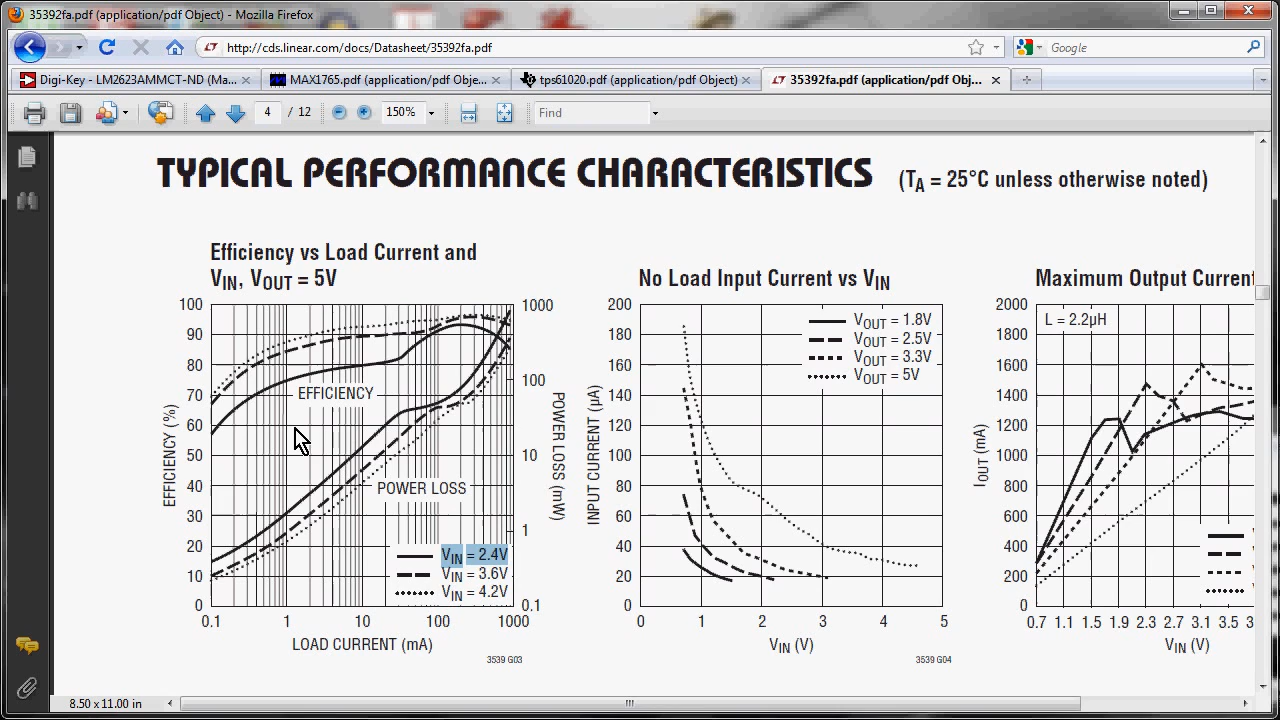 35392fa.pdf (application/pdf Object) - Mozilla Firefox
http://cds.linear.com/docs/Datasheet/35392fa.pdf
Google
Digi-Key - LM2623AMMCT-ND (Ma...
MAX1765.pdf (application/pdf Obje...
tps61020.pdf (application/pdf Object)
35392fa.pdf (application/pdf Obj...
4 / 12
150%
Find
TYPICAL PERFORMANCE CHARACTERISTICS (TA = 25°C unless otherwise noted)
Efficiency vs Load Current and
VIN, VOUT = 5V
100
90
80
70
60
50
40
30
20
10
0
EFFICIENCY (%)
EFFICIENCY
POWER LOSS
VIN = 2.4V
VIN = 3.6V
VIN = 4.2V
1000
100
10
1
0.1
POWER LOSS (mW)
0.1 1 10 100 1000
LOAD CURRENT (mA)
3539 G03
No Load Input Current vs VIN
200
180
160
140
120
100
80
60
40
20
0
INPUT CURRENT (µA)
VOUT = 1.8V
VOUT = 2.5V
VOUT = 3.3V
VOUT = 5V
0 1 2 3 4 5
VIN (V)
3539 G04
Maximum Output Current
2000
1800
1600
1400
1200
1000
800
600
400
200
0
IOUT (mA)
L = 2.2µH
0.7 1.1 1.5 1.9 2.3 2.7 3.1 3.5 3
VIN (V)
8.50 x 11.00 in